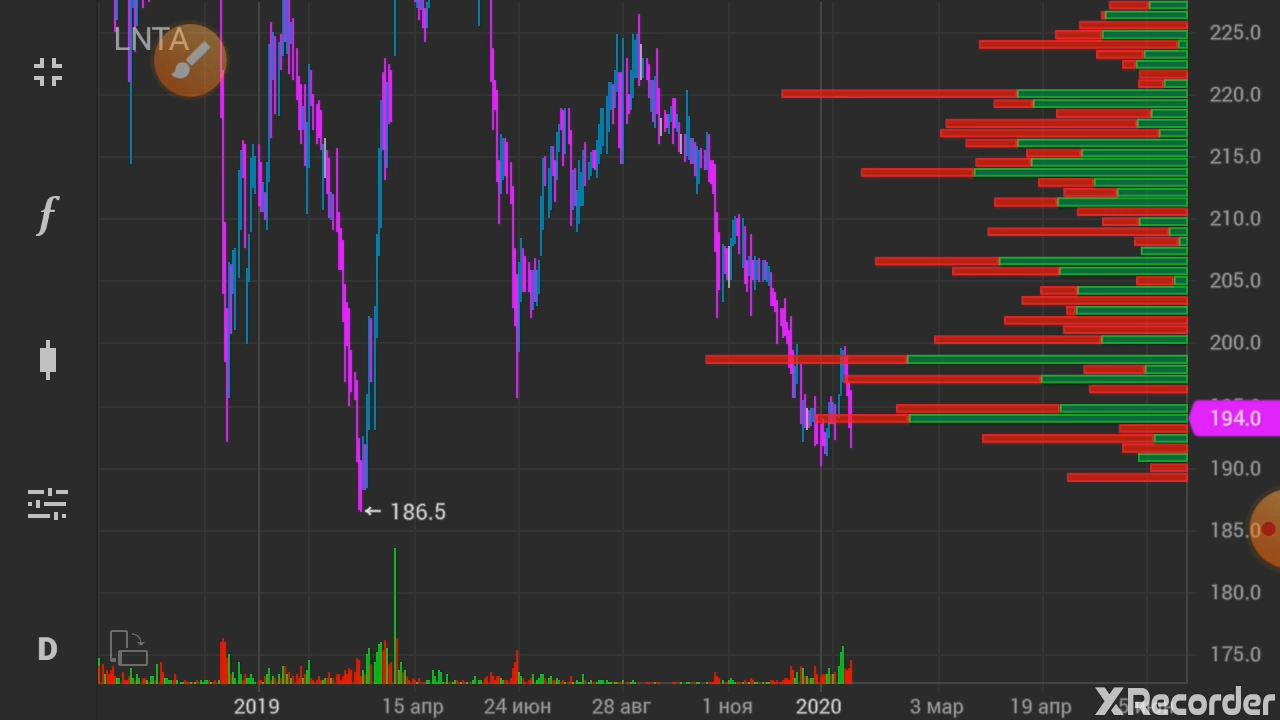 LNTA
225.0
220.0
215.0
210.0
205.0
200.0
194.0
190.0
← 186.5
185.0
180.0
D
175.0
2019
15 апр
24 июн
28 авг
1 ноя
2020
3 мар
19 апр
XRecorder